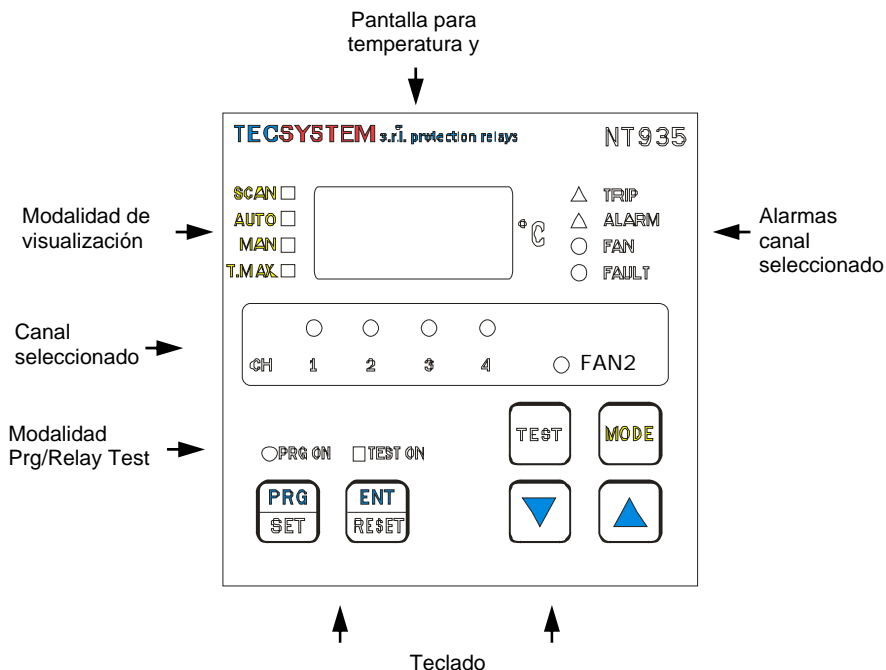 Pantalla para
temperatura y
TECSYSTEM s.r.l. protection relays NT935
SCAN
AUTO
MAN
T.MAX
°C
TRIP
ALARM
FAN
FAULT
Modalidad de
visualización
Alarmas
canal
seleccionado
Canal
seleccionado
CH 1 2 3 4 FAN2
Modalidad
Prg/Relay Test
PRG ON TEST ON
TEST MODE
PRG
SET
ENT
RESET
Teclado